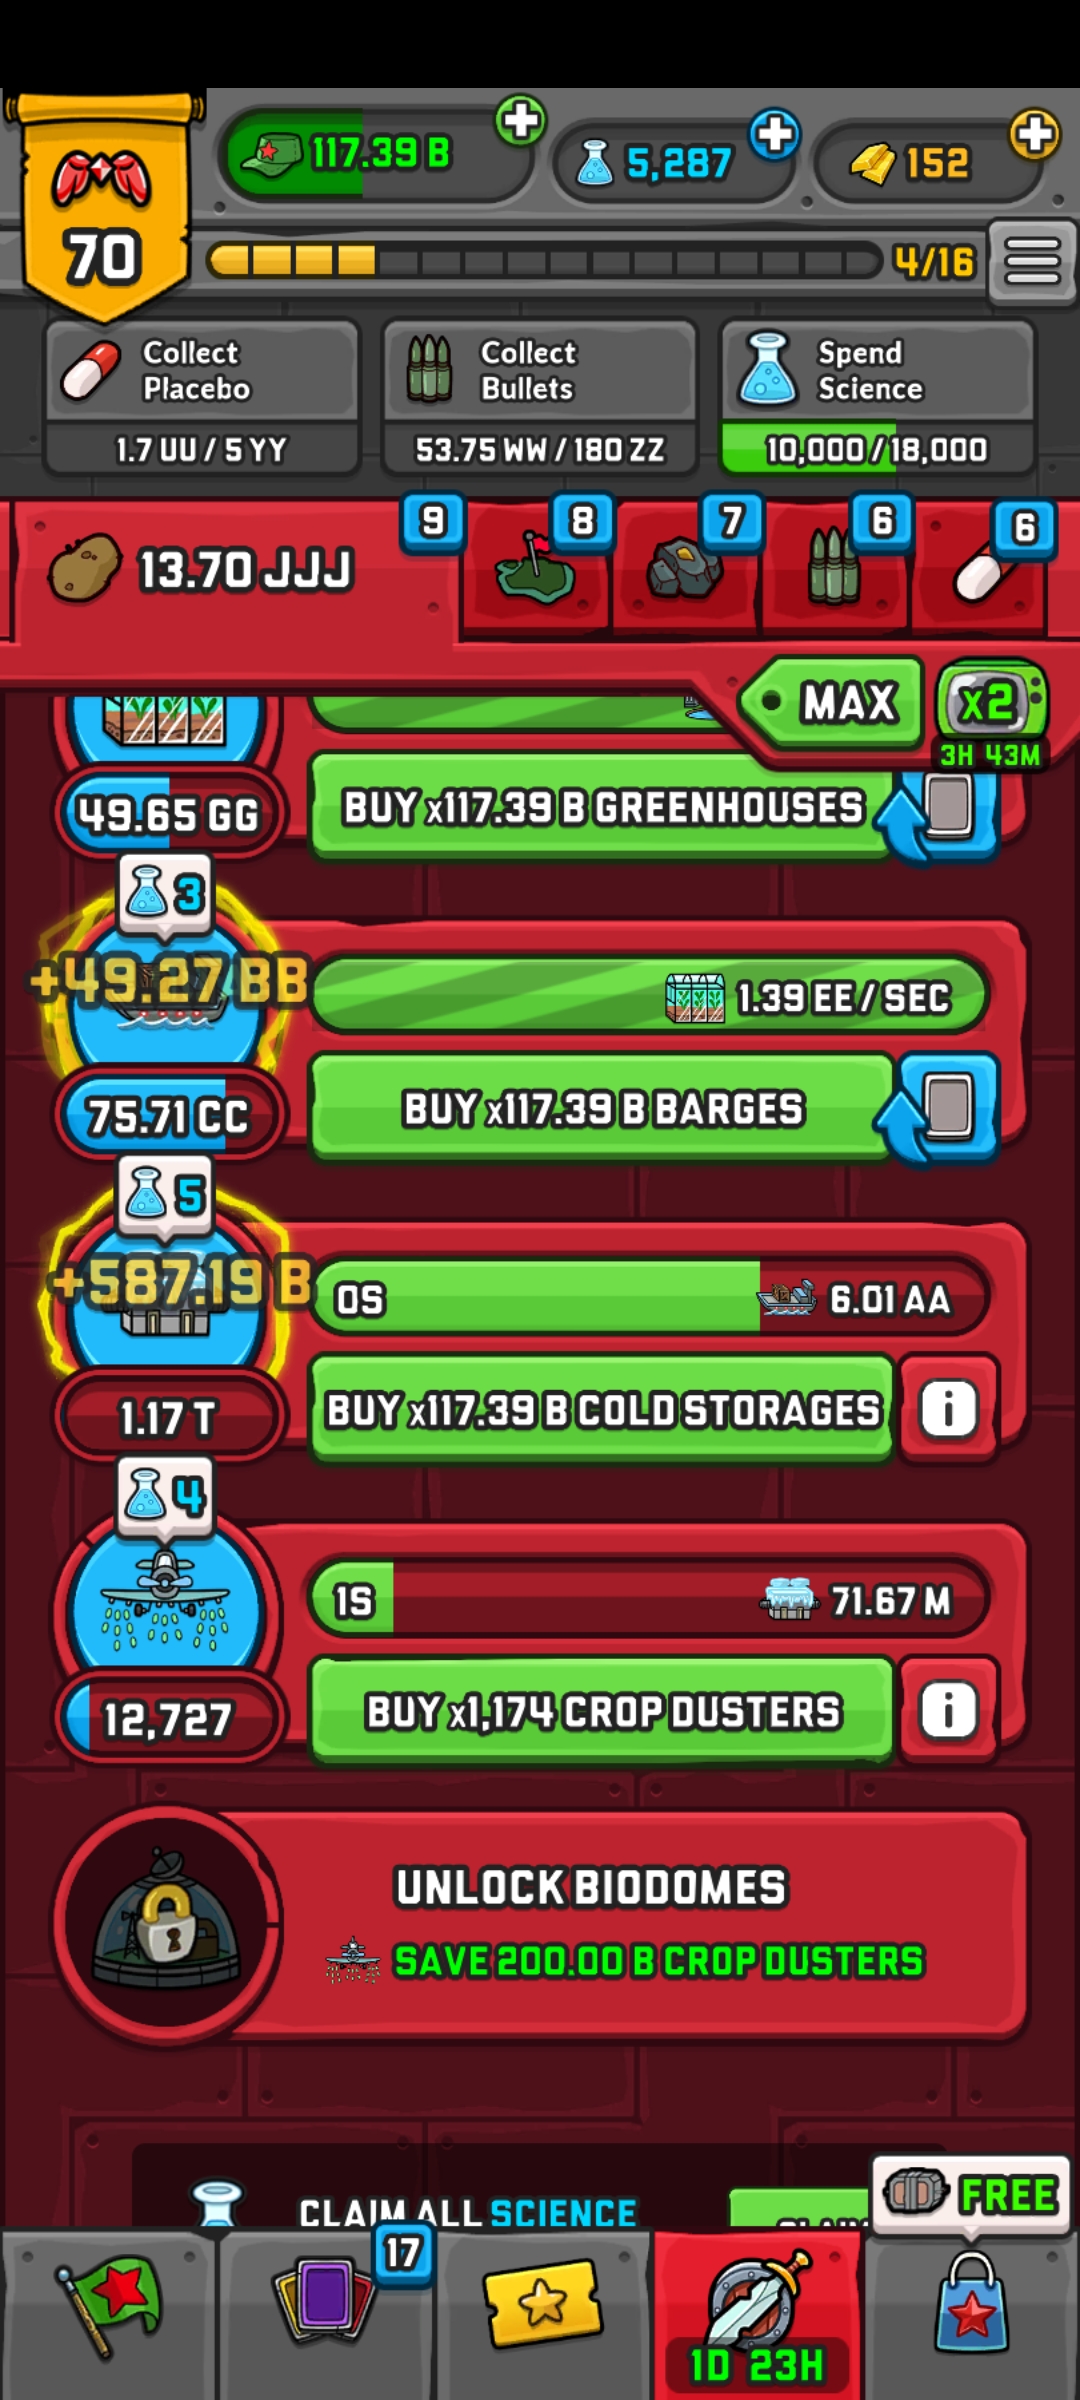 117.39 B
5,287
152
70
4/16
Collect
Placebo
1.7 UU / 5 YY
Collect
Bullets
53.75 WW / 180 ZZ
Spend
Science
10,000 / 18,000
13.70 JJJ
9
8
7
6
6
MAX
x2
3H 43M
49.65 GG
BUY x117.39 B GREENHOUSES
3
+49.27 BB
1.39 EE / SEC
75.71 CC
BUY x117.39 B BARGES
5
+587.19 B
0S
6.01 AA
1.17 T
BUY x117.39 B COLD STORAGES
i
4
1S
71.67 M
12,727
BUY x1,174 CROP DUSTERS
i
UNLOCK BIODOMES
SAVE 200.00 B CROP DUSTERS
CLAIM ALL SCIENCE
FREE
17
1D 23H